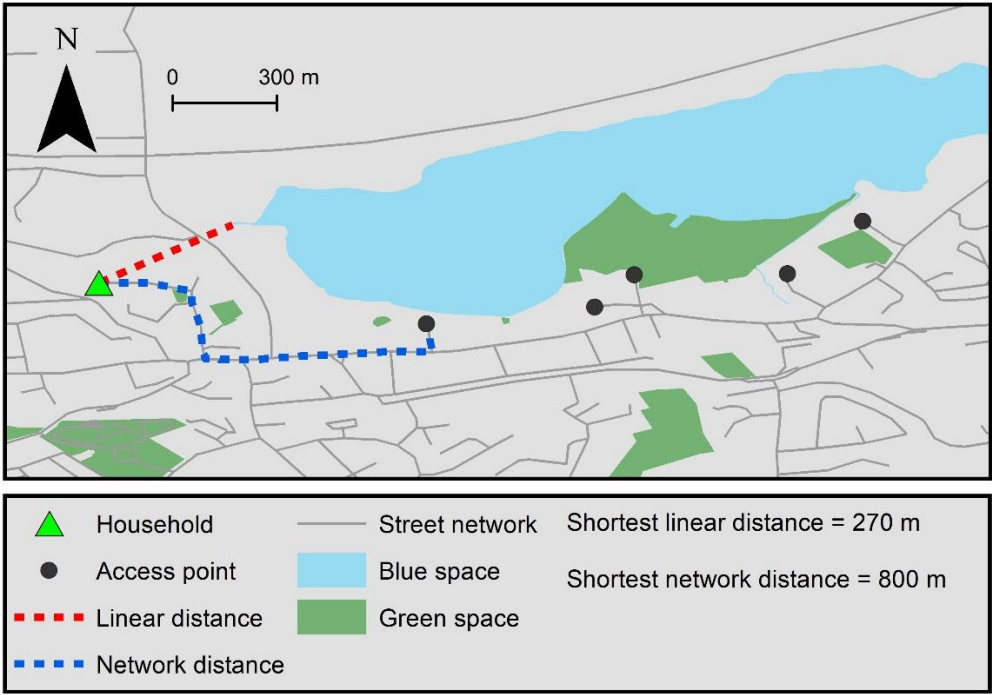 N
0 300 m
Household
Street network
Shortest linear distance = 270 m
Access point
Blue space
Shortest network distance = 800 m
Linear distance
Green space
Network distance